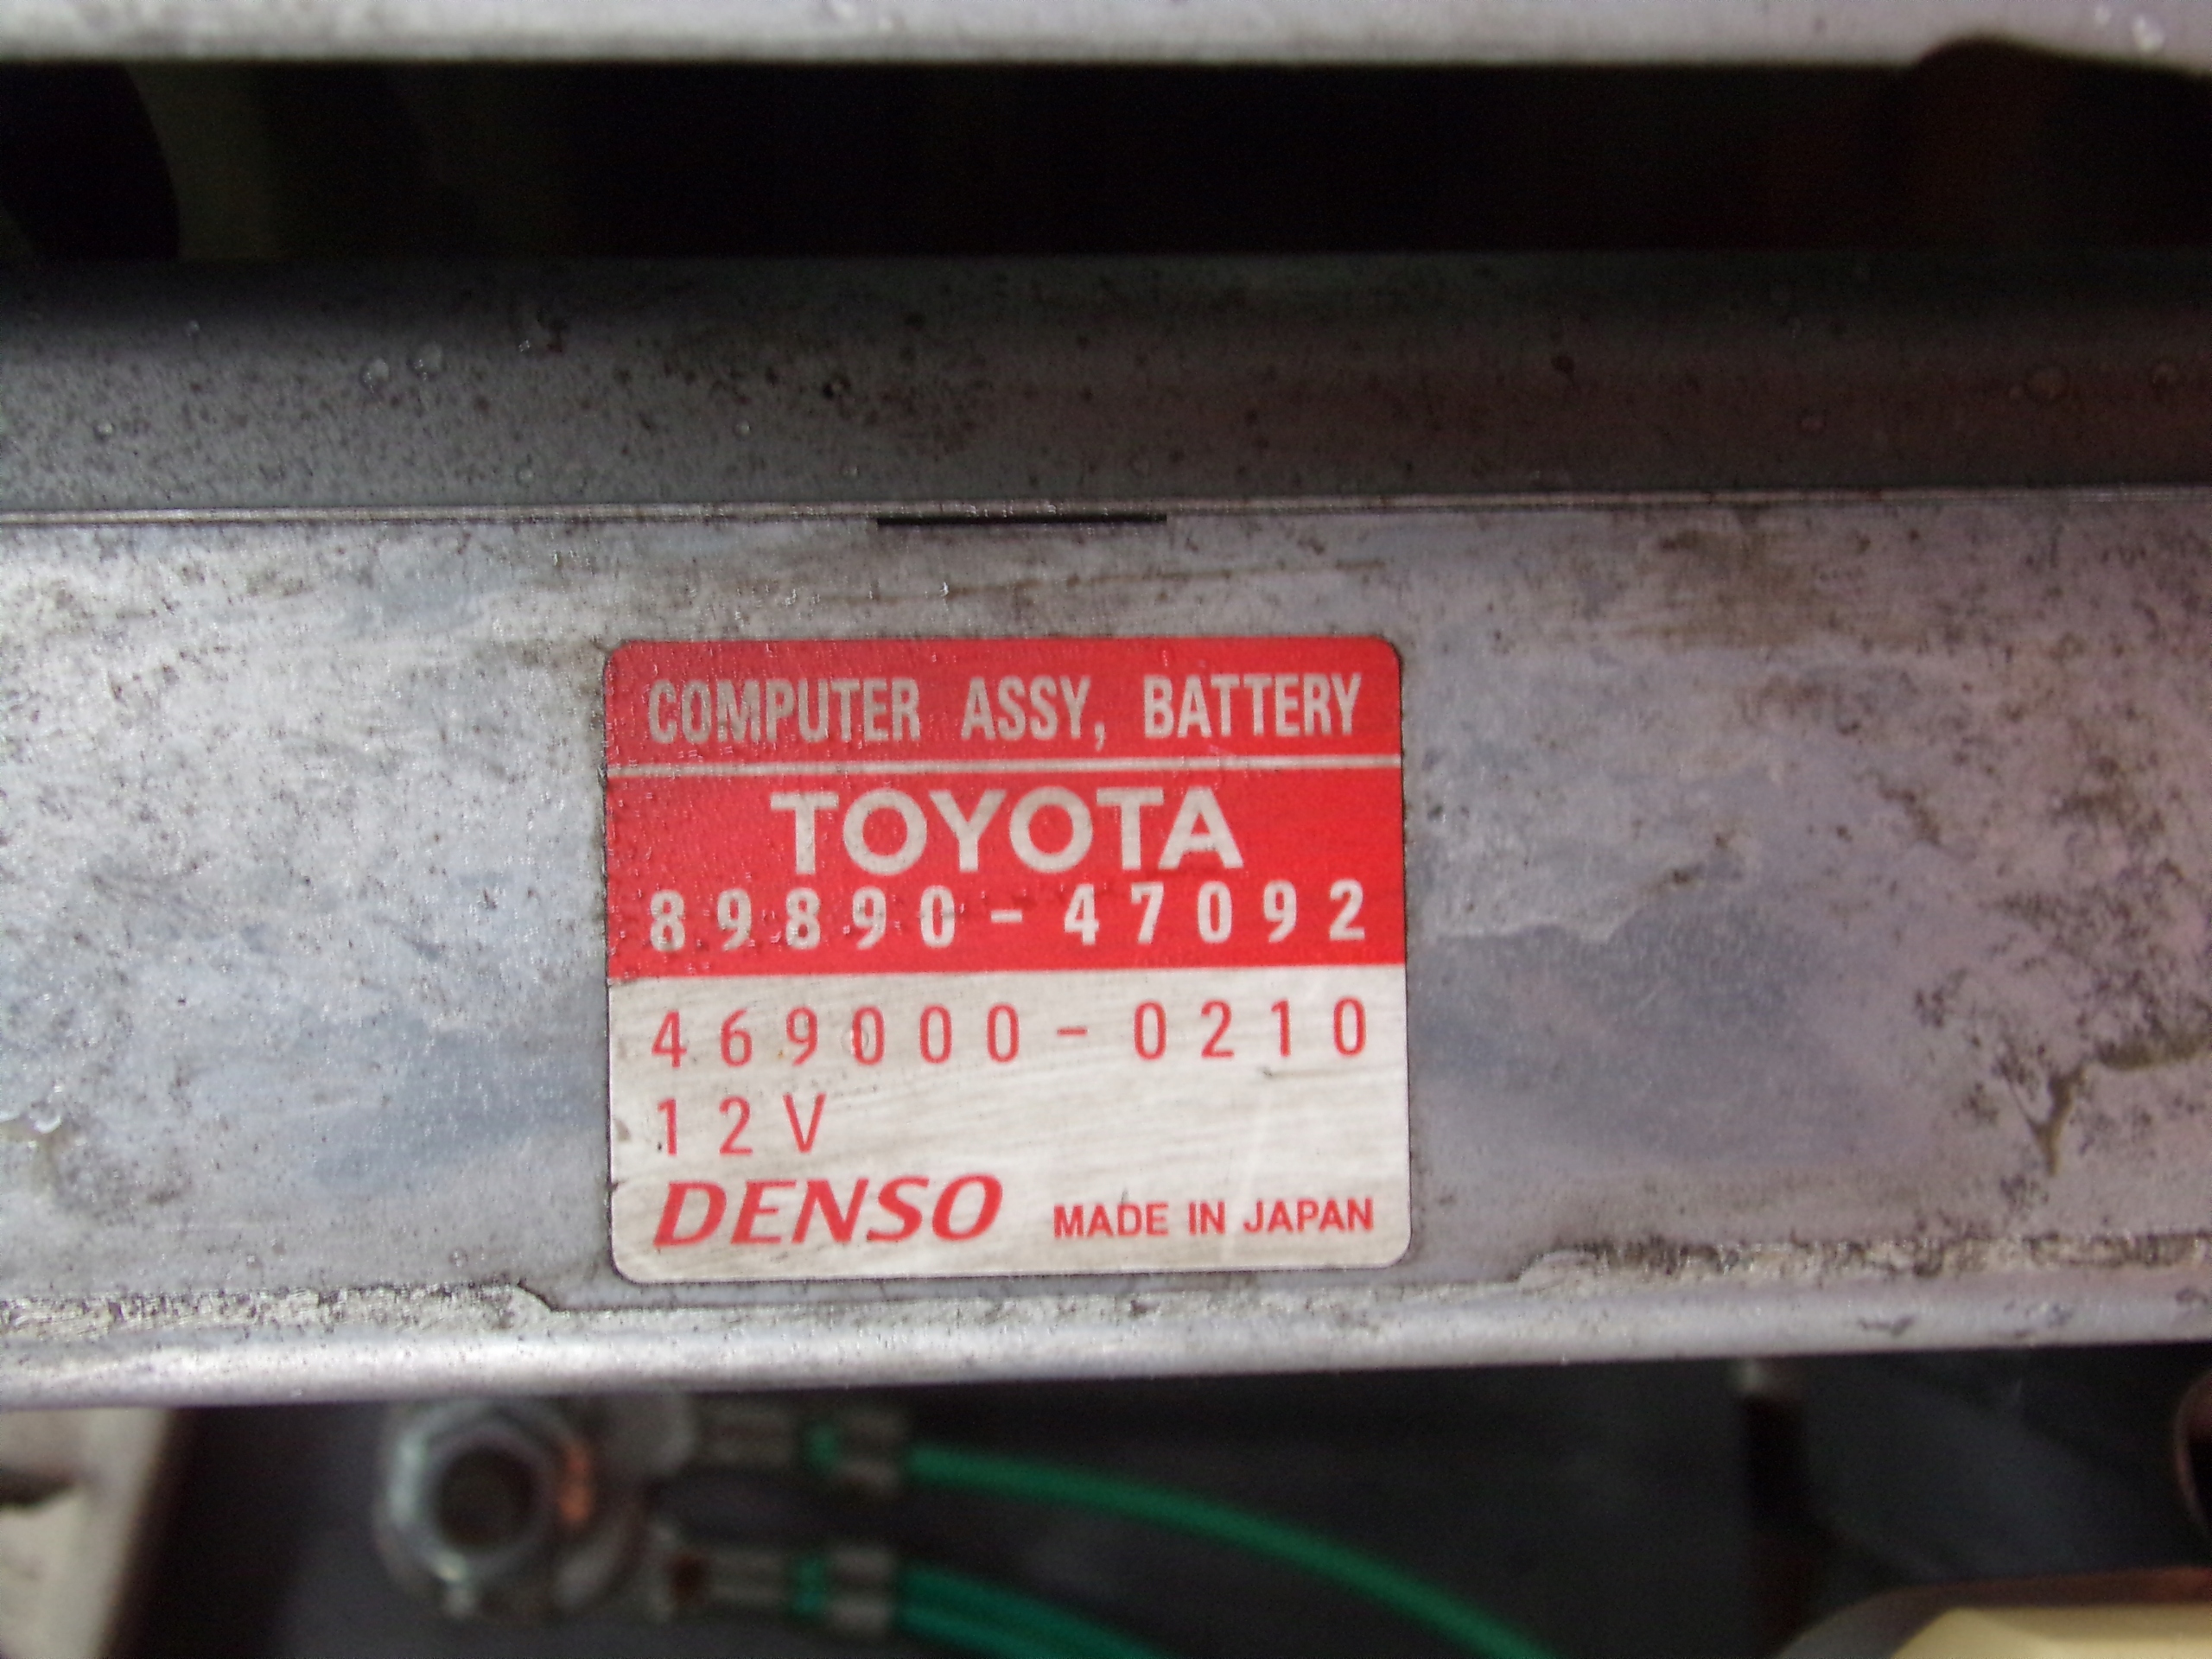 COMPUTER ASSY, BATTERY
TOYOTA
89890-47092
469000-0210
12V
DENSO MADE IN JAPAN